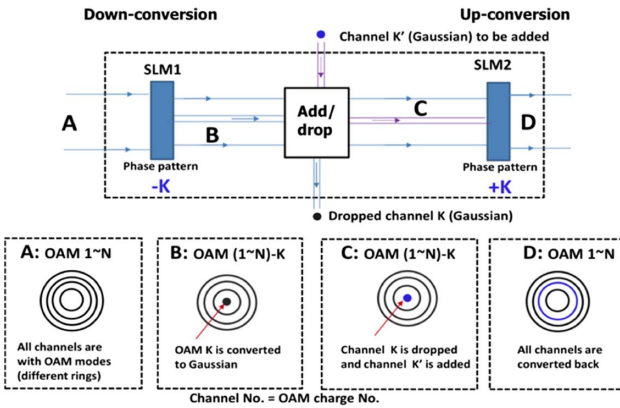 Down-conversion
Up-conversion
Channel K' (Gaussian) to be added
SLM1
SLM2
A
B
Add/
drop
C
D
Phase pattern
-K
Phase pattern
+K
Dropped channel K (Gaussian)
A: OAM 1~N
All channels are
with OAM modes
(different rings)
B: OAM (1~N)-K
OAM K is converted
to Gaussian
C: OAM (1~N)-K
Channel K is dropped
and channel K' is added
D: OAM 1~N
All channels are
converted back
Channel No. = OAM charge No.